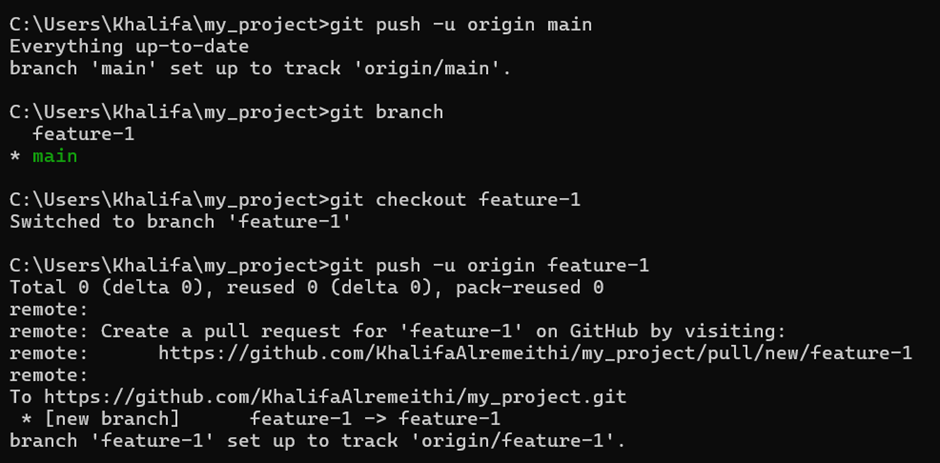 C:\Users\Khalifa\my_project>git push -u origin main
Everything up-to-date
branch 'main' set up to track 'origin/main'.
C:\Users\Khalifa\my_project>git branch
  feature-1
* main
C:\Users\Khalifa\my_project>git checkout feature-1
Switched to branch 'feature-1'
C:\Users\Khalifa\my_project>git push -u origin feature-1
Total 0 (delta 0), reused 0 (delta 0), pack-reused 0
remote:
remote: Create a pull request for 'feature-1' on GitHub by visiting:
remote:      https://github.com/KhalifaAlremeithi/my_project/pull/new/feature-1
remote:
To https://github.com/KhalifaAlremeithi/my_project.git
 * [new branch]      feature-1 -> feature-1
branch 'feature-1' set up to track 'origin/feature-1'.